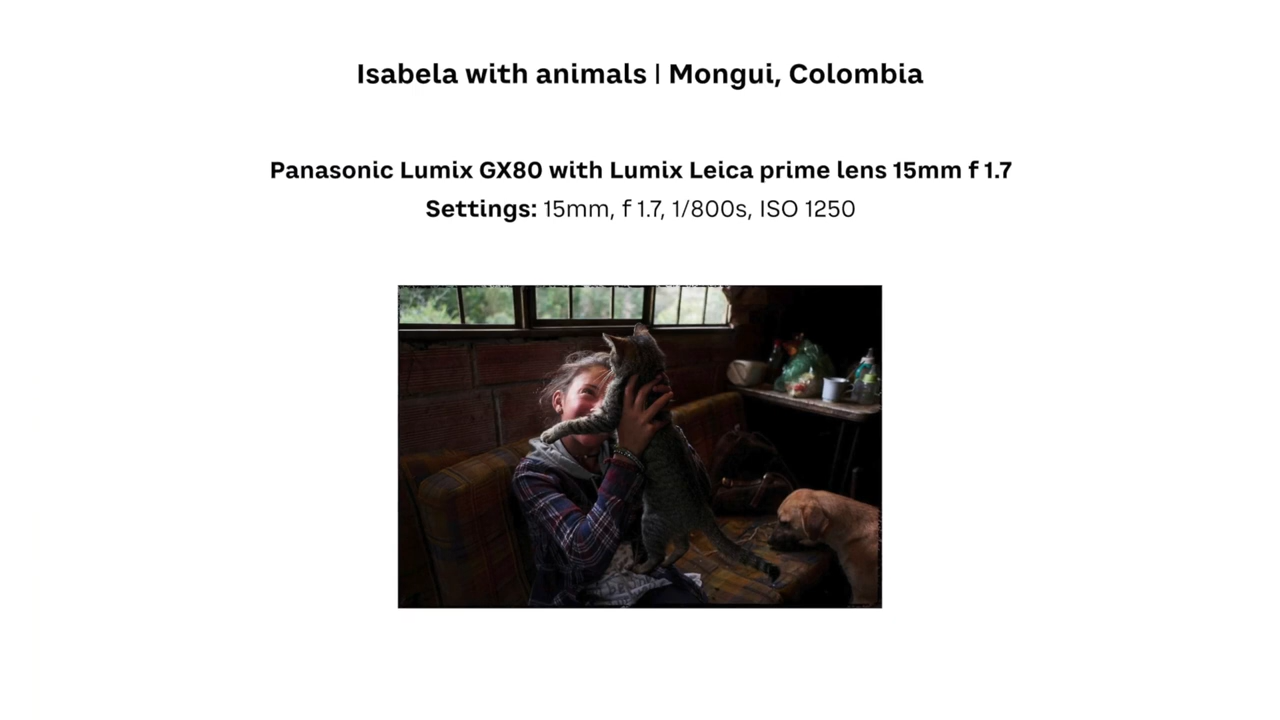 Isabela with animals | Mongui, Colombia
Panasonic Lumix GX80 with Lumix Leica prime lens 15mm f 1.7
Settings: 15mm, f 1.7, 1/800s, ISO 1250